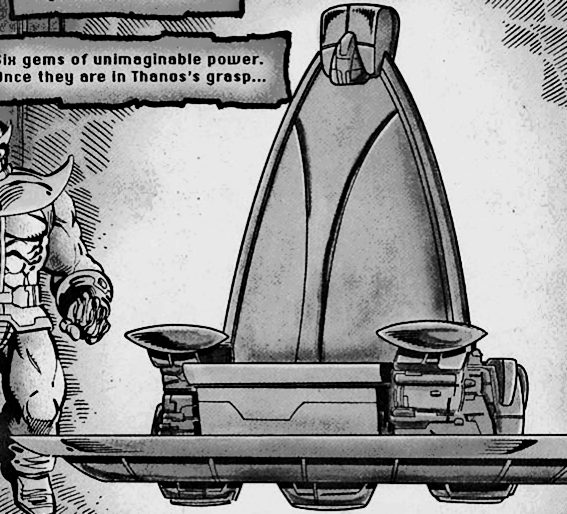 Six gems of unimaginable power.
Once they are in Thanos's grasp...